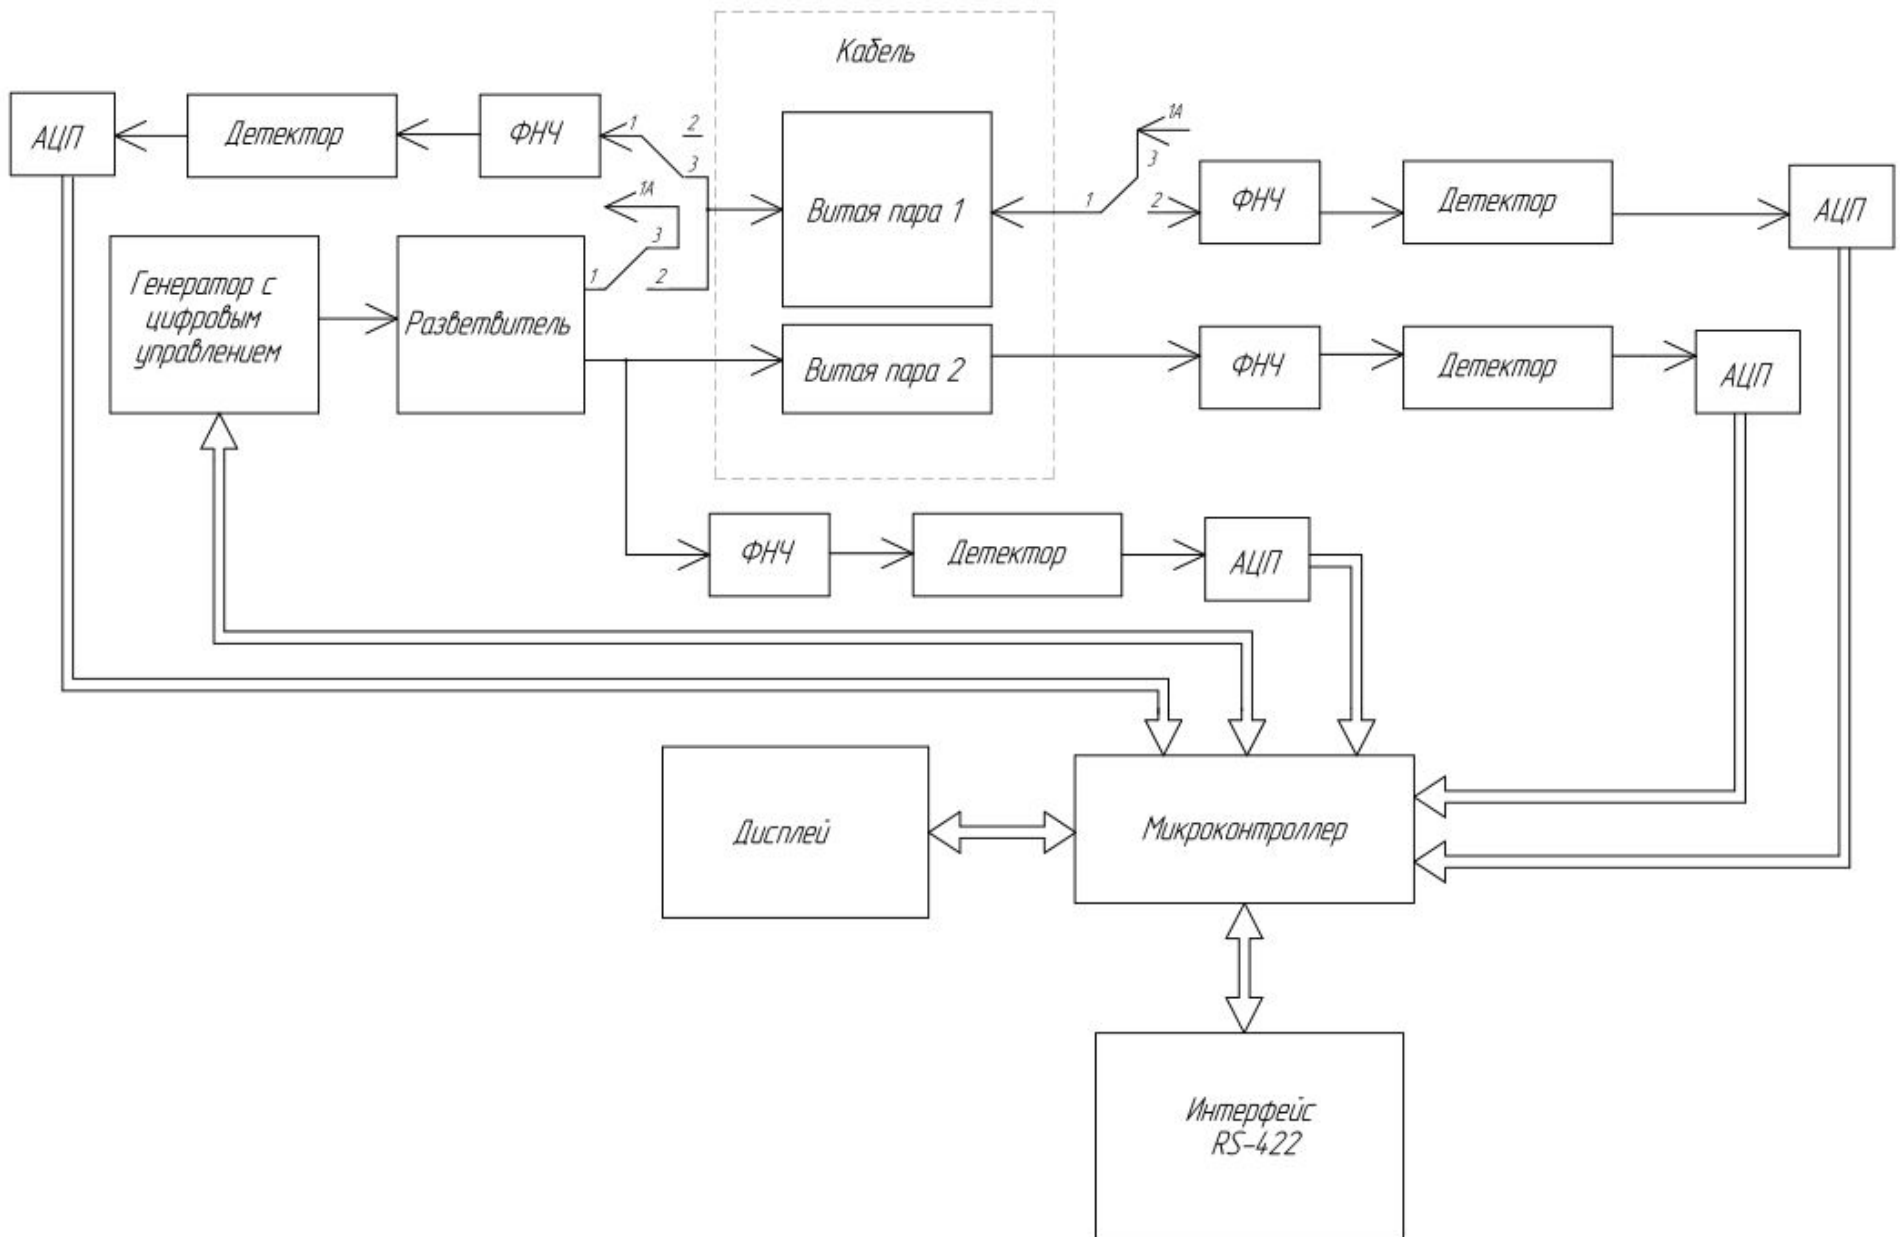 Кабель
АЦП
Детектор
ФНЧ
1
2
3
1А
1
3
2
Витая пара 1
1А
3
1
2
ФНЧ
Детектор
АЦП
Генератор с
цифровым
управлением
Разветвитель
Витая пара 2
ФНЧ
Детектор
АЦП
ФНЧ
Детектор
АЦП
Дисплей
Микроконтроллер
Интерфейс
RS-422